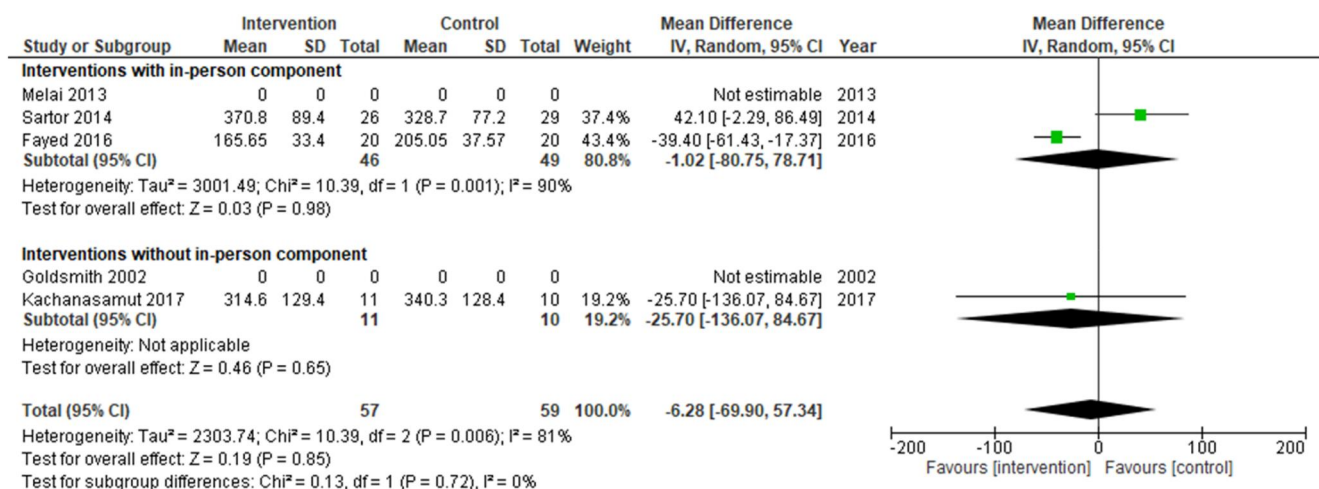 Intervention Control Mean Difference Mean Difference
Study or Subgroup Mean SD Total Mean SD Total Weight IV, Random, 95% CI Year IV, Random, 95% CI
Interventions with in-person component
Melai 2013 0 0 0 0 0 0 Not estimable 2013
Sartor 2014 370.8 89.4 26 328.7 77.2 29 37.4% 42.10 [-2.29, 86.49] 2014
Fayed 2016 165.65 33.4 20 205.05 37.57 20 43.4% -39.40 [-61.43, -17.37] 2016
Subtotal (95% CI) 46 49 80.8% -1.02 [-80.75, 78.71]
Heterogeneity: Tau² = 3001.49; Chi² = 10.39, df = 1 (P = 0.001); I² = 90%
Test for overall effect: Z = 0.03 (P = 0.98)
Interventions without in-person component
Goldsmith 2002 0 0 0 0 0 0 Not estimable 2002
Kachanasamut 2017 314.6 129.4 11 340.3 128.4 10 19.2% -25.70 [-136.07, 84.67] 2017
Subtotal (95% CI) 11 10 19.2% -25.70 [-136.07, 84.67]
Heterogeneity: Not applicable
Test for overall effect: Z = 0.46 (P = 0.65)
Total (95% CI) 57 59 100.0% -6.28 [-69.90, 57.34]
Heterogeneity: Tau² = 2303.74; Chi² = 10.39, df = 2 (P = 0.006); I² = 81%
Test for overall effect: Z = 0.19 (P = 0.85)
Test for subgroup differences: Chi² = 0.13, df = 1 (P = 0.72), I² = 0%
-200 -100 0 100 200
Favours [intervention] Favours [control]